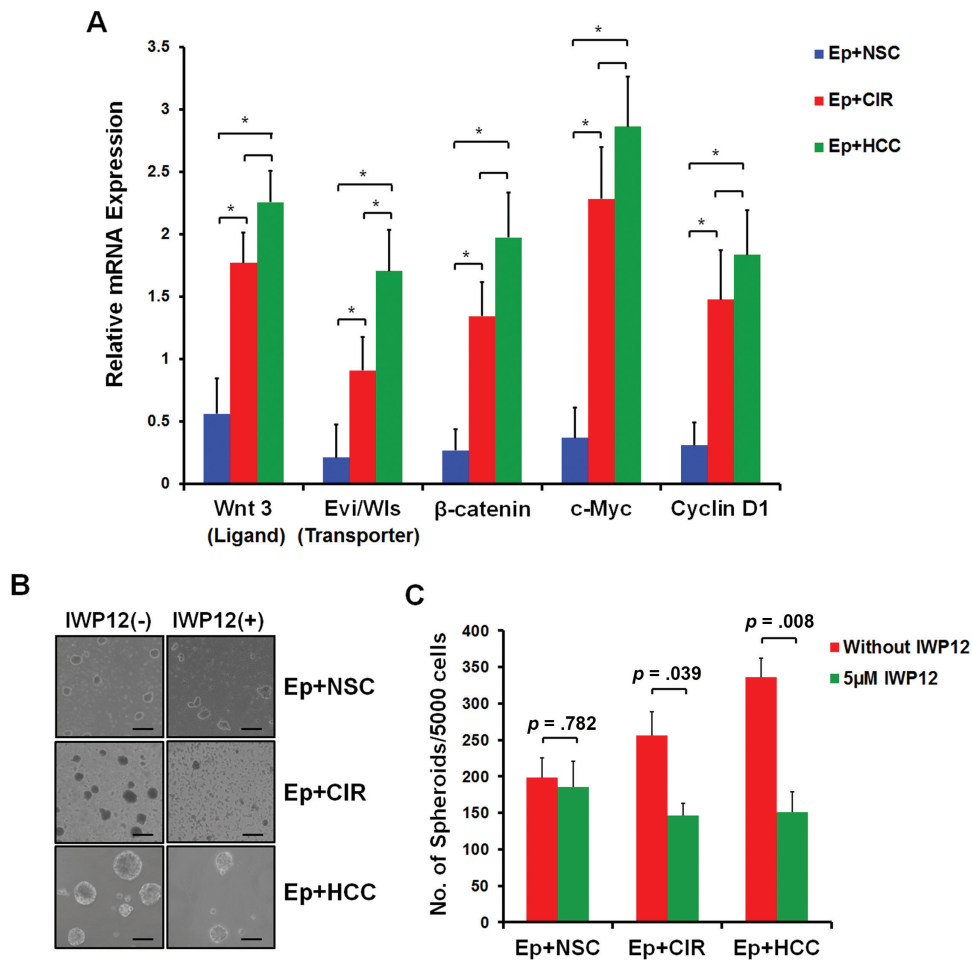 A
Relative mRNA Expression
3.5
3
2.5
2
1.5
1
0.5
0
* * * * * * * * * * *
Wnt 3
(Ligand)
Evi/Wls
(Transporter)
β-catenin
c-Myc
Cyclin D1
Ep+NSC
Ep+CIR
Ep+HCC
B
IWP12(-) IWP12(+)
Ep+NSC
Ep+CIR
Ep+HCC
C
No. of Spheroids/5000 cells
400
350
300
250
200
150
100
50
0
p = .782
p = .039
p = .008
Ep+NSC Ep+CIR Ep+HCC
Without IWP12
5µM IWP12